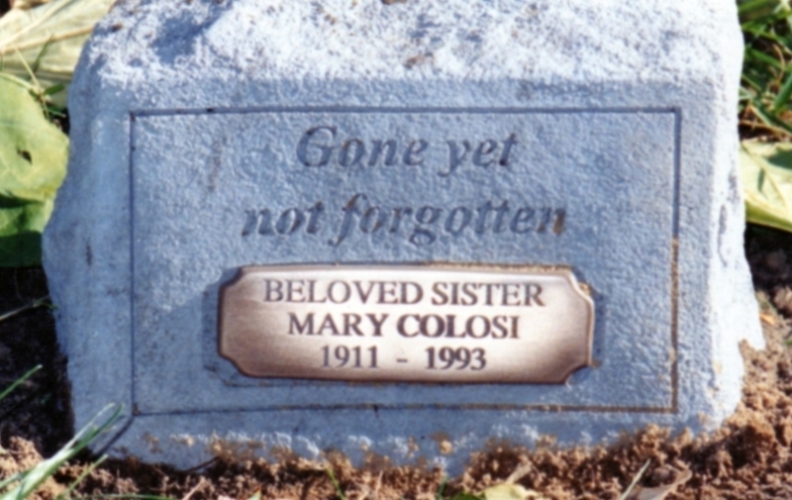 Gone yet
not forgotten
BELOVED SISTER
MARY COLOSI
1911 - 1993